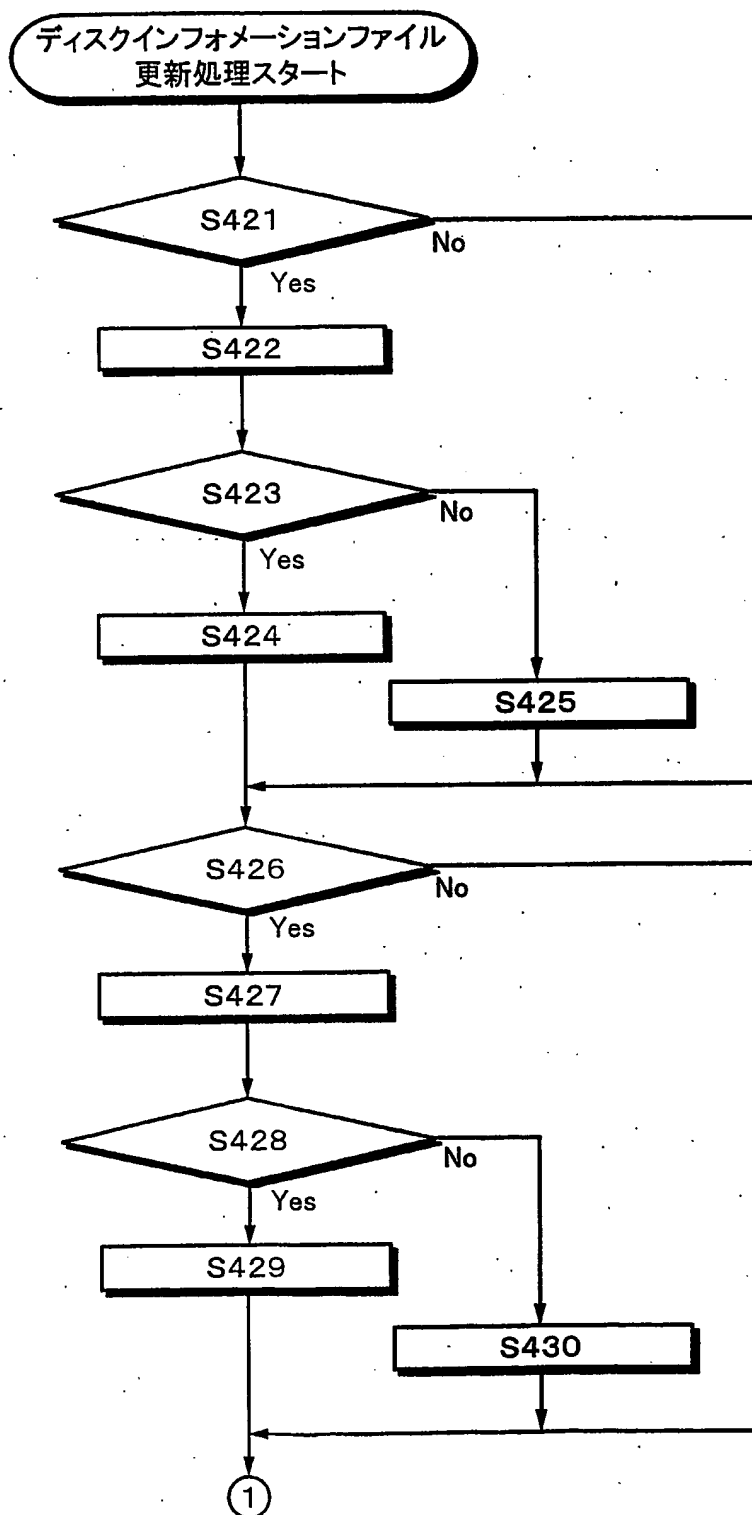 ディスクインフォメーションファイル
更新処理スタート
S421
No
Yes
S422
S423
No
Yes
S424
S425
S426
No
Yes
S427
S428
No
Yes
S429
S430
1